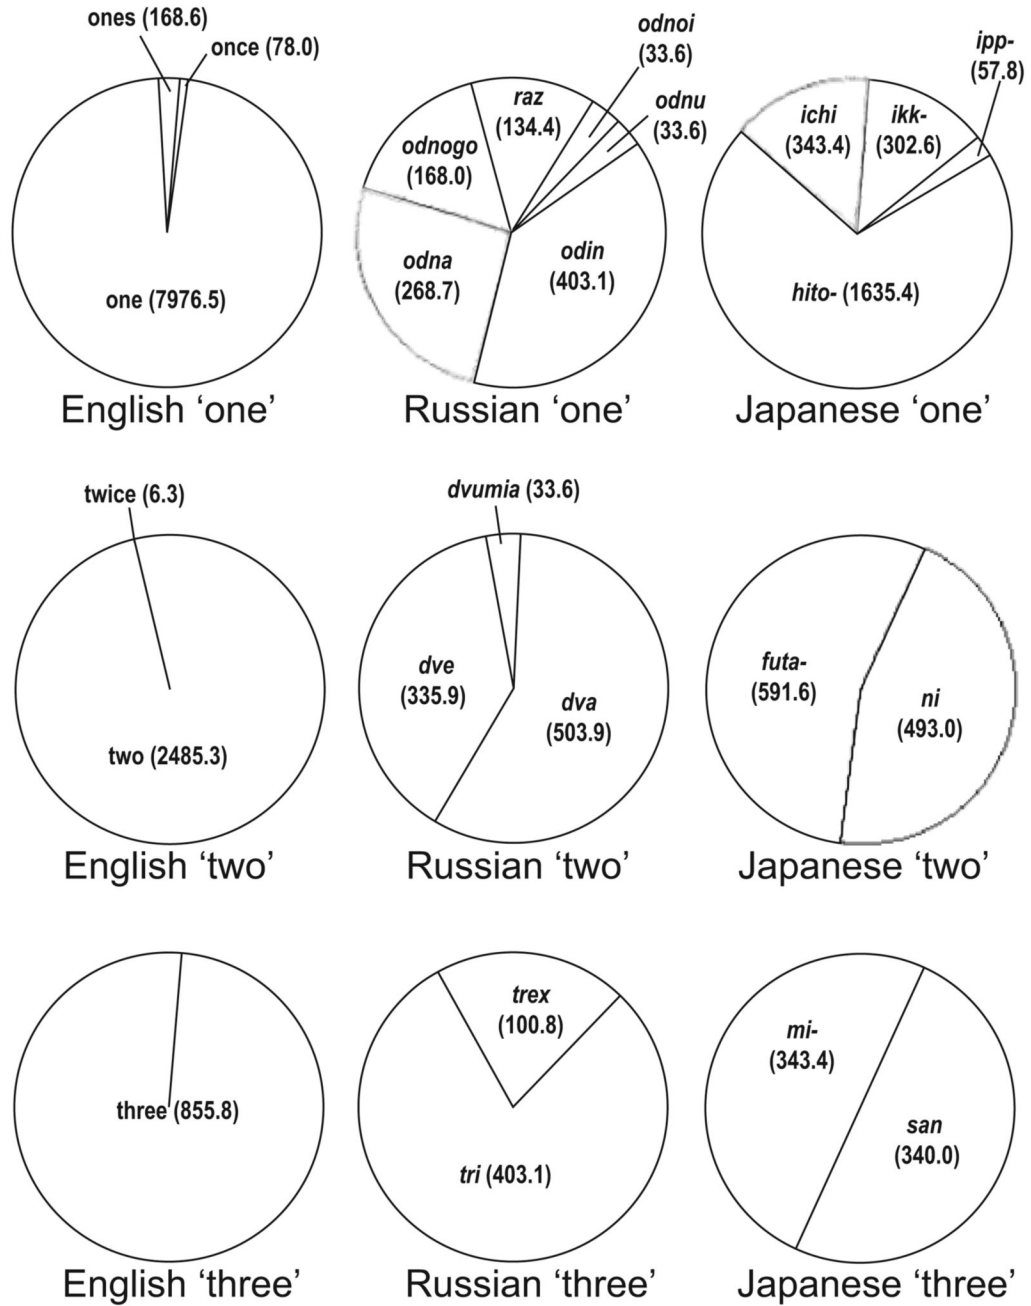 ones (168.6)
once (78.0)
one (7976.5)
English ‘one’
odnoi
(33.6)
raz
(134.4)
odnu
(33.6)
odnogo
(168.0)
odna
(268.7)
odin
(403.1)
Russian ‘one’
ipp-
(57.8)
ichi
(343.4)
ikk-
(302.6)
hito- (1635.4)
Japanese ‘one’
twice (6.3)
two (2485.3)
English ‘two’
dvumia (33.6)
dve
(335.9)
dva
(503.9)
Russian ‘two’
futa-
(591.6)
ni
(493.0)
Japanese ‘two’
three (855.8)
English ‘three’
trex
(100.8)
tri (403.1)
Russian ‘three’
mi-
(343.4)
san
(340.0)
Japanese ‘three’